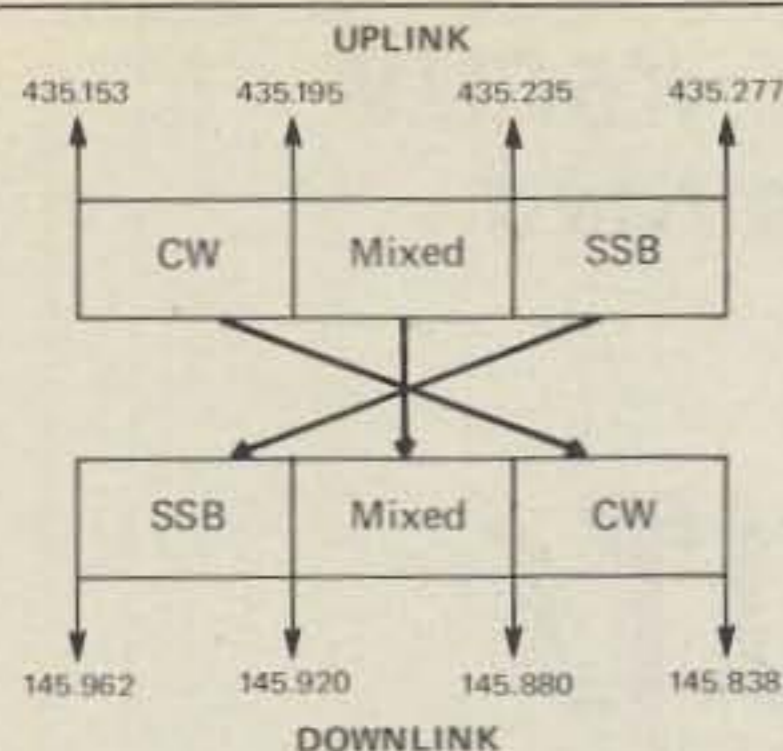 UPLINK
435.153 435.195 435.235 435.277
CW Mixed SSB
SSB Mixed CW
145.962 145.920 145.880 145.838
DOWNLINK